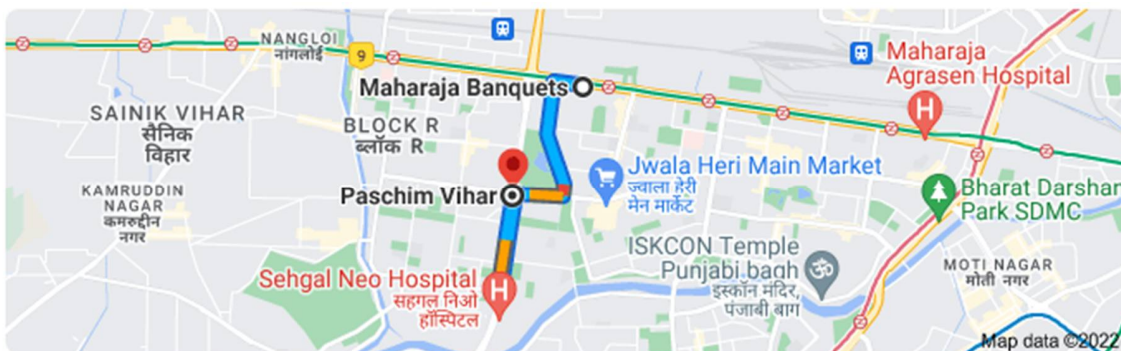 NANGLOI
नांगलोई
9
Maharaja Banquets
Maharaja
Agrasen Hospital
H
SAINIK VIHAR
सैनिक
विहार
BLOCK R
ब्लॉक R
Jwala Heri Main Market
ज्वाला हेरी
मेन मार्केट
Paschim Vihar
KAMRUDDIN
NAGAR
कमरुद्दीन
नगर
Bharat Darshan
Park SDMC
ISKCON Temple
Punjabi bagh
इस्कॉन मंदिर,
पंजाबी बाग
ॐ
MOTI NAGAR
मोती नगर
Sehgal Neo Hospital
सहगल निओ
हॉस्पिटल
H
Map data ©2022